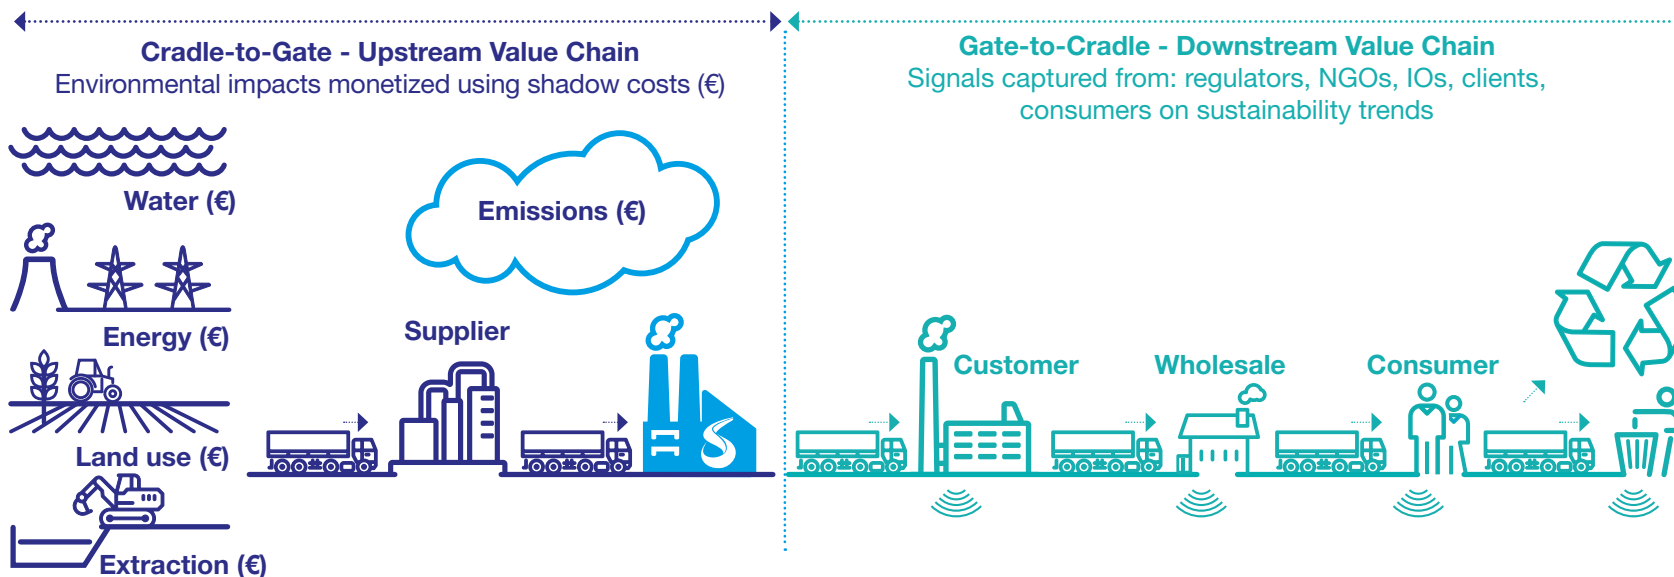 Cradle-to-Gate - Upstream Value Chain
Environmental impacts monetized using shadow costs (€)
Water (€)
Emissions (€)
Energy (€)
Supplier
Land use (€)
Extraction (€)
Gate-to-Cradle - Downstream Value Chain
Signals captured from: regulators, NGOs, IOs, clients,
consumers on sustainability trends
Customer
Wholesale
Consumer